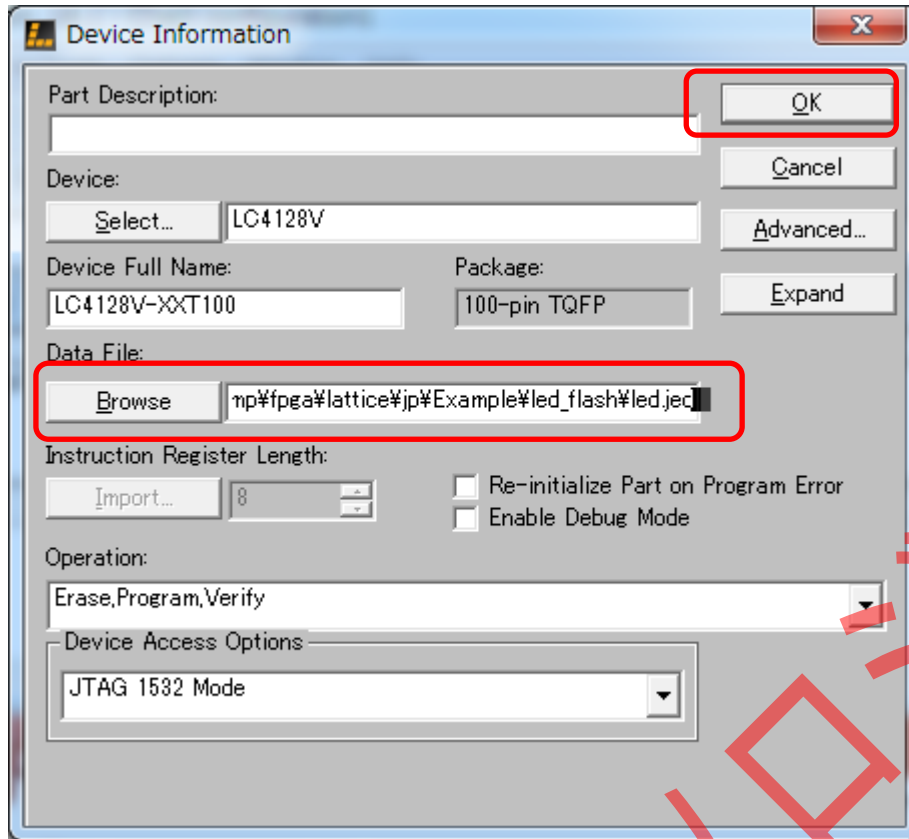 Device Information
Part Description:
OK
Cancel
Device:
Select...
LC4128V
Advanced...
Device Full Name:
Package:
LC4128V-XXT100
100-pin TQFP
Expand
Data File:
Browse
mp¥fpga¥lattice¥jp¥Example¥led_flash¥led.jed
Instruction Register Length:
Import...
8
Re-initialize Part on Program Error
Enable Debug Mode
Operation:
Erase,Program,Verify
Device Access Options
JTAG 1532 Mode